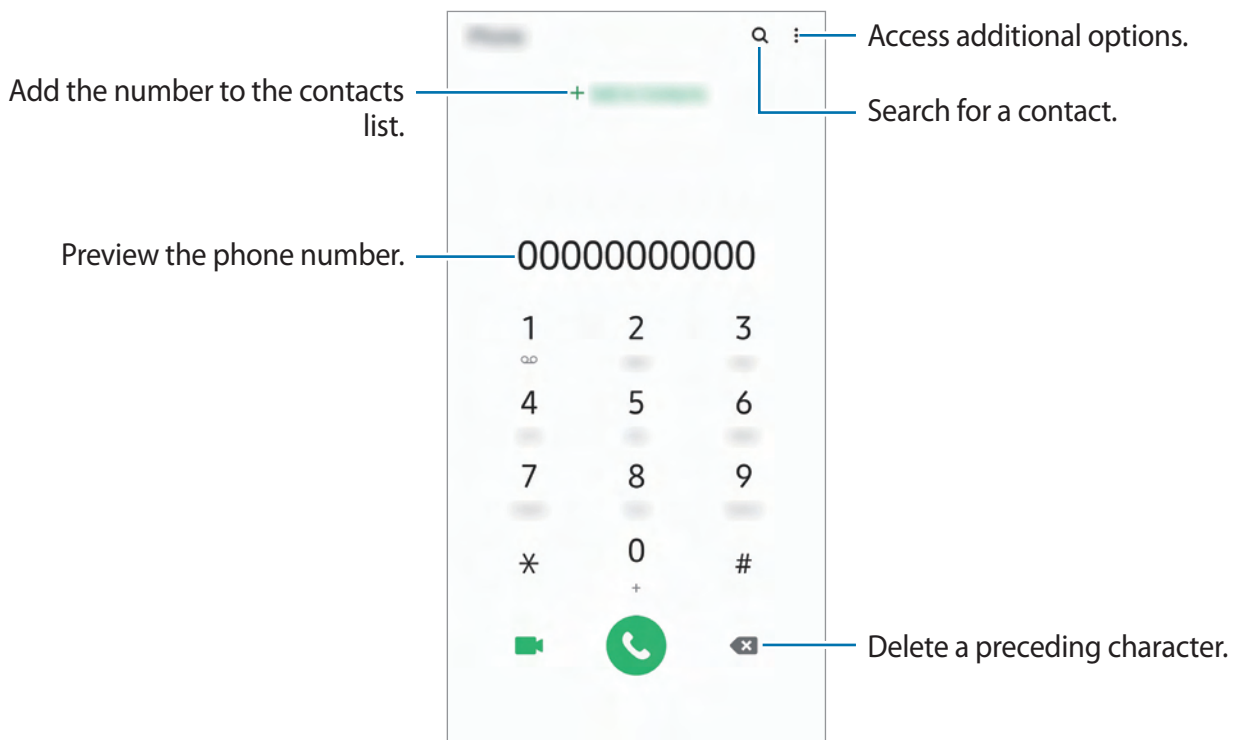 Access additional options.
Add the number to the contacts
list.
+
Search for a contact.
Preview the phone number.
00000000000
1 2 3
4 5 6
7 8 9
* 0 #
+
Delete a preceding character.